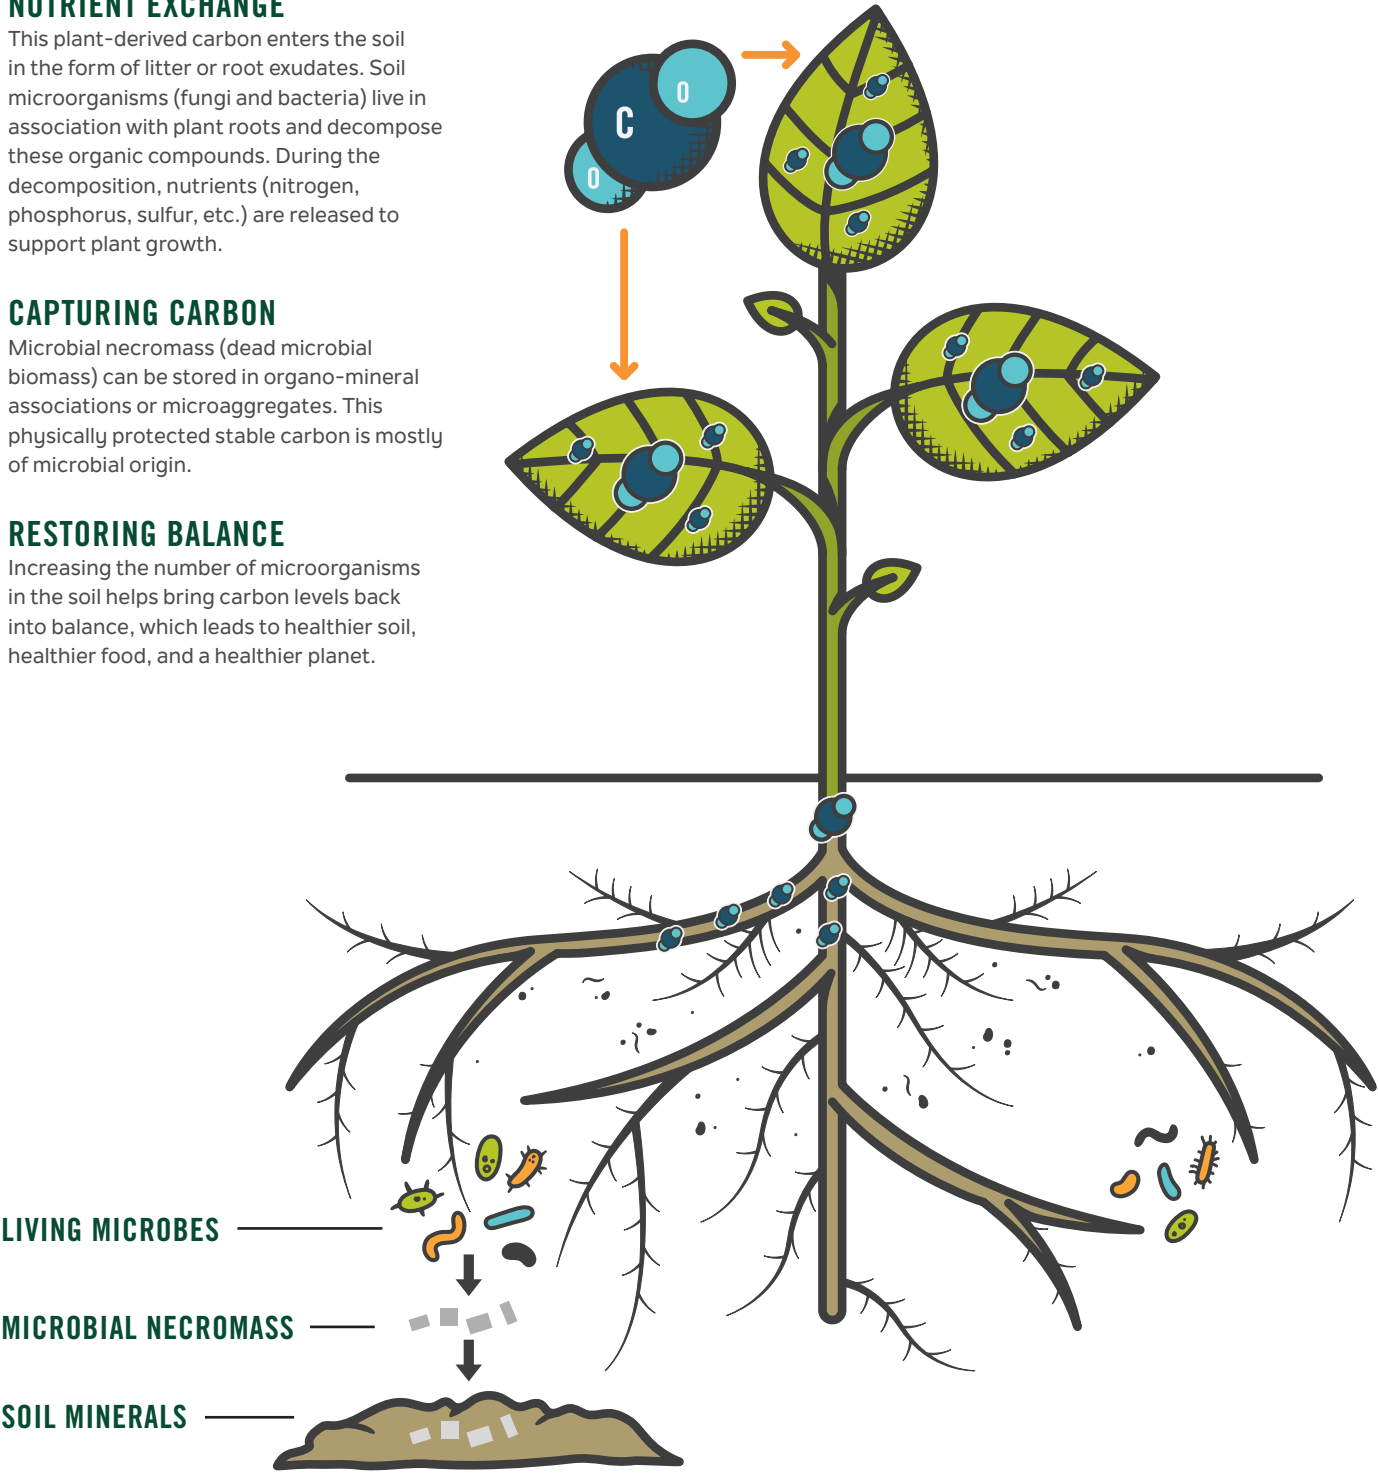 NUTRIENT EXCHANGE
This plant-derived carbon enters the soil
in the form of litter or root exudates. Soil
microorganisms (fungi and bacteria) live in
association with plant roots and decompose
these organic compounds. During the
decomposition, nutrients (nitrogen,
phosphorus, sulfur, etc.) are released to
support plant growth.
CAPTURING CARBON
Microbial necromass (dead microbial
biomass) can be stored in organo-mineral
associations or microaggregates. This
physically protected stable carbon is mostly
of microbial origin.
RESTORING BALANCE
Increasing the number of microorganisms
in the soil helps bring carbon levels back
into balance, which leads to healthier soil,
healthier food, and a healthier planet.
O
C
O
LIVING MICROBES
MICROBIAL NECROMASS
SOIL MINERALS